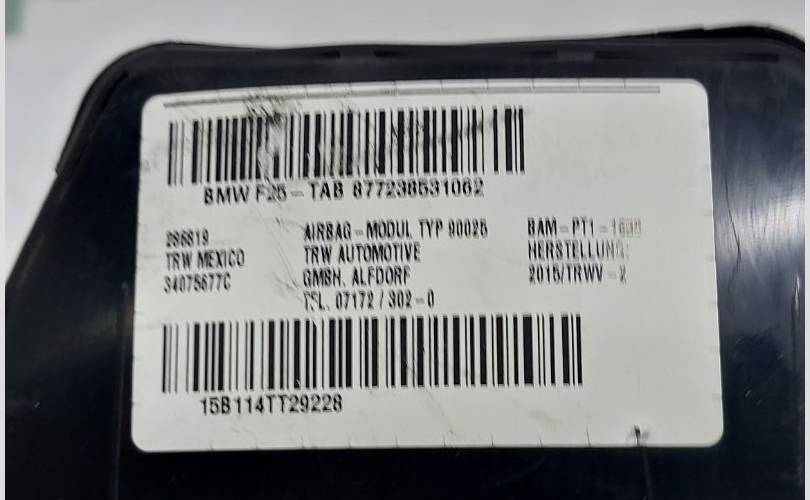 BMW F25 - TAB 877238531062
286819
TRW MEXICO
34075677C
AIRBAG - MODUL TYP 90025
TRW AUTOMOTIVE
GMBH. ALFDORF
TEL. 07172 / 302 - 0
BAM - PT1 -
HERSTELLUNG:
2015/TRWV - 2
15B114TT29228